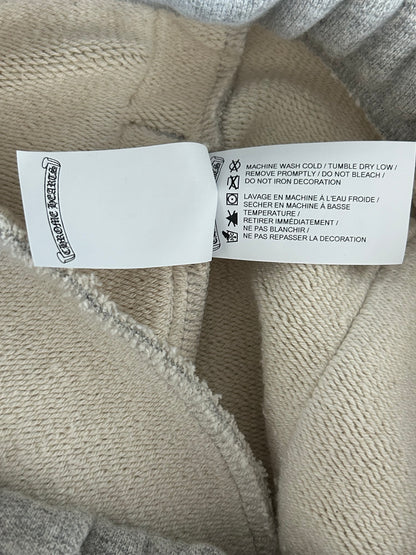 CHROME HEARTS
MACHINE WASH COLD / TUMBLE DRY LOW /
REMOVE PROMPTLY / DO NOT BLEACH /
DO NOT IRON DECORATION
LAVAGE EN MACHINE À L'EAU FROIDE /
SECHER EN MACHINE À BASSE
TEMPERATURE /
RETIRER IMMÉDIATEMENT /
NE PAS BLANCHIR /
NE PAS REPASSER LA DECORATION